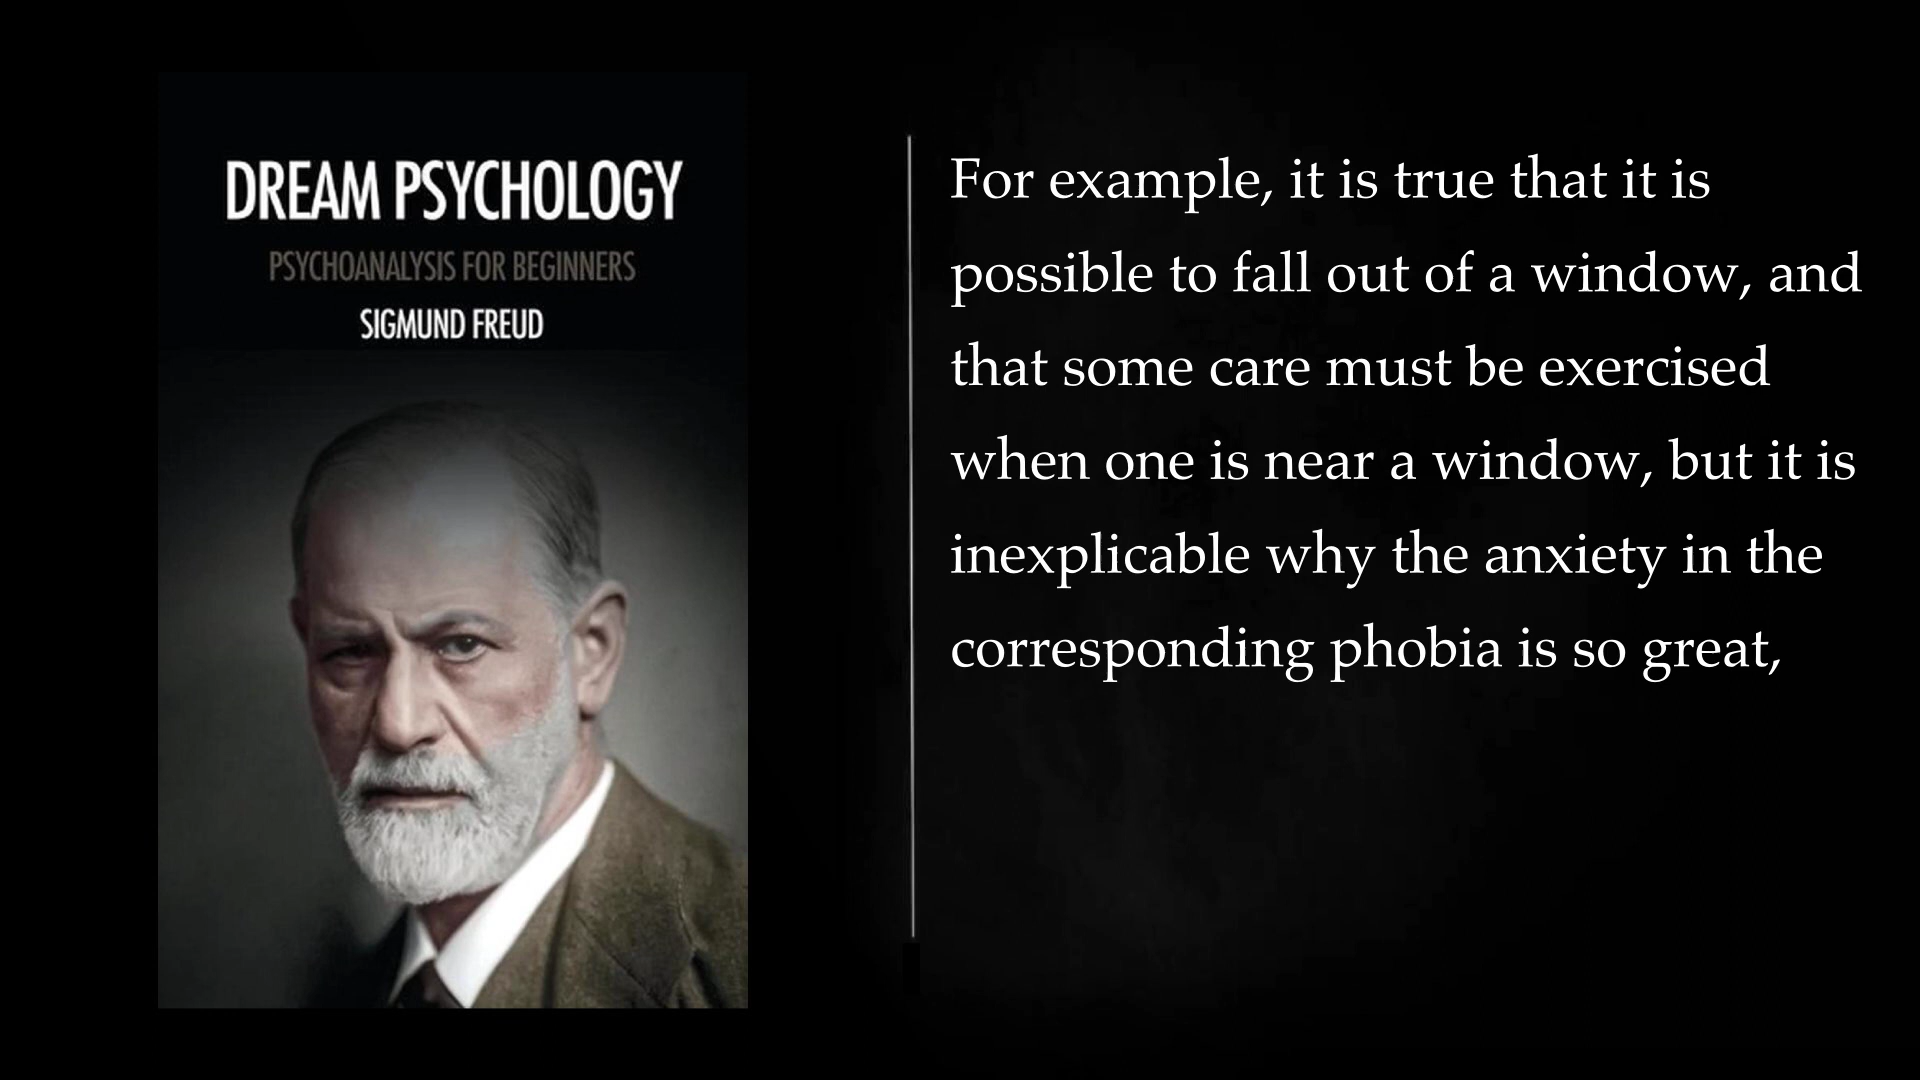 DREAM PSYCHOLOGY
PSYCHOANALYSIS FOR BEGINNERS
SIGMUND FREUD
For example, it is true that it is
possible to fall out of a window, and
that some care must be exercised
when one is near a window, but it is
inexplicable why the anxiety in the
corresponding phobia is so great,